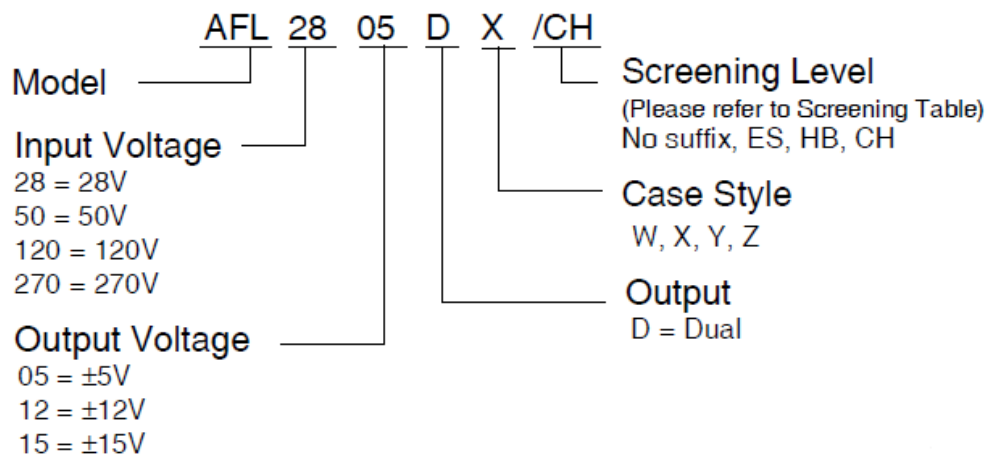 AFL 28 05 D X /CH
Model
Input Voltage
28 = 28V
50 = 50V
120 = 120V
270 = 270V
Output Voltage
05 = ±5V
12 = ±12V
15 = ±15V
Screening Level
(Please refer to Screening Table)
No suffix, ES, HB, CH
Case Style
W, X, Y, Z
Output
D = Dual